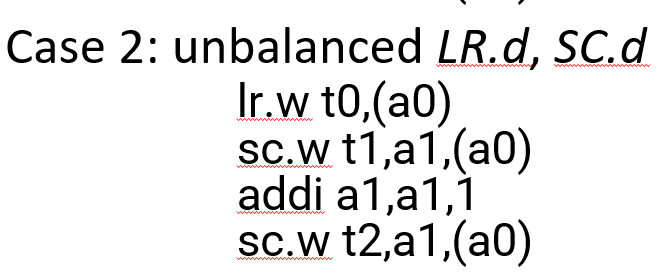 Case 2: unbalanced LR.d, SC.d
lr.w t0,(a0)
sc.w t1,a1,(a0)
addi a1,a1,1
sc.w t2,a1,(a0)